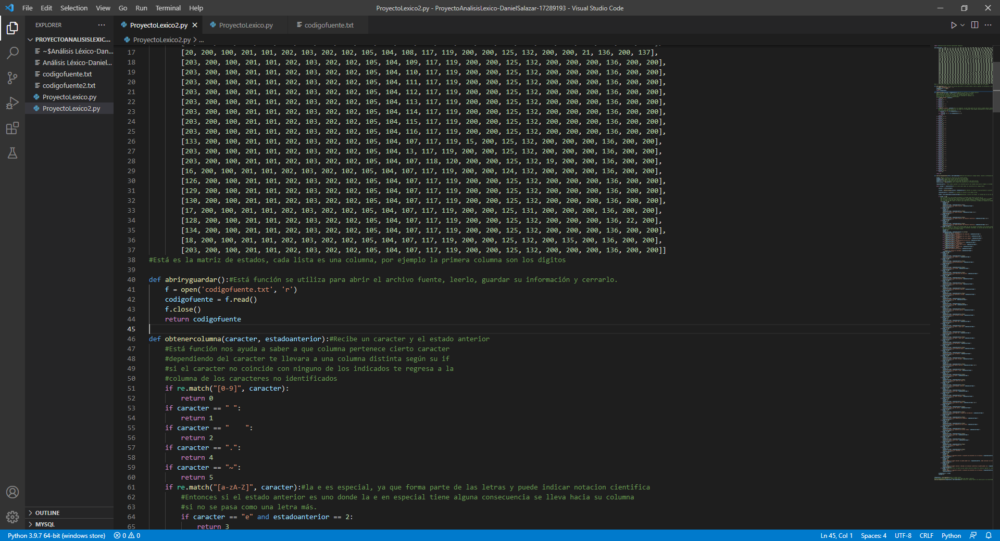 File Edit Selection View Go Run Terminal Help
ProyectoLexico2.py - ProyectoAnalisisLexico-DanielSalazar-17289193 - Visual Studio Code
EXPLORER
PROYECTOANALISISLEXIC...
~$Análisis Léxico-Dan...
Análisis Léxico-Daniel...
codigofuente.txt
codigofuente2.txt
ProyectoLexico.py
ProyectoLexico2.py
OUTLINE
MYSQL
ProyectoLexico2.py ProyectoLexico.py codigofuente.txt
ProyectoLexico2.py > ...
17 [20, 200, 100, 201, 101, 202, 103, 202, 102, 105, 104, 108, 117, 119, 200, 200, 125, 132, 200, 200, 21, 136, 200, 137],
18 [203, 200, 100, 201, 101, 202, 103, 202, 102, 105, 104, 109, 117, 119, 200, 200, 125, 132, 200, 200, 200, 136, 200, 200],
19 [203, 200, 100, 201, 101, 202, 103, 202, 102, 105, 104, 110, 117, 119, 200, 200, 125, 132, 200, 200, 200, 136, 200, 200],
20 [203, 200, 100, 201, 101, 202, 103, 202, 102, 105, 104, 111, 117, 119, 200, 200, 125, 132, 200, 200, 200, 136, 200, 200],
21 [203, 200, 100, 201, 101, 202, 103, 202, 102, 105, 104, 112, 117, 119, 200, 200, 125, 132, 200, 200, 200, 136, 200, 200],
22 [203, 200, 100, 201, 101, 202, 103, 202, 102, 105, 104, 113, 117, 119, 200, 200, 125, 132, 200, 200, 200, 136, 200, 200],
23 [203, 200, 100, 201, 101, 202, 103, 202, 102, 105, 104, 114, 117, 119, 200, 200, 125, 132, 200, 200, 200, 136, 200, 200],
24 [203, 200, 100, 201, 101, 202, 103, 202, 102, 105, 104, 115, 117, 119, 200, 200, 125, 132, 200, 200, 200, 136, 200, 200],
25 [203, 200, 100, 201, 101, 202, 103, 202, 102, 105, 104, 116, 117, 119, 200, 200, 125, 132, 200, 200, 200, 136, 200, 200],
26 [133, 200, 100, 201, 101, 202, 103, 202, 102, 105, 104, 107, 117, 119, 15, 200, 125, 132, 200, 200, 200, 136, 200, 200],
27 [203, 200, 100, 201, 101, 202, 103, 202, 102, 105, 104, 13, 117, 119, 200, 200, 125, 132, 200, 200, 200, 136, 200, 200],
28 [203, 200, 100, 201, 101, 202, 103, 202, 102, 105, 104, 107, 118, 120, 200, 200, 125, 132, 19, 200, 200, 136, 200, 200],
29 [16, 200, 100, 201, 101, 202, 103, 202, 102, 105, 104, 107, 117, 119, 200, 200, 124, 132, 200, 200, 200, 136, 200, 200],
30 [126, 200, 100, 201, 101, 202, 103, 202, 102, 105, 104, 107, 117, 119, 200, 200, 125, 132, 200, 200, 200, 136, 200, 200],
31 [129, 200, 100, 201, 101, 202, 103, 202, 102, 105, 104, 107, 117, 119, 200, 200, 125, 132, 200, 200, 200, 136, 200, 200],
32 [130, 200, 100, 201, 101, 202, 103, 202, 102, 105, 104, 107, 117, 119, 200, 200, 125, 132, 200, 200, 200, 136, 200, 200],
33 [17, 200, 100, 201, 101, 202, 103, 202, 102, 105, 104, 107, 117, 119, 200, 200, 125, 131, 200, 200, 200, 136, 200, 200],
34 [128, 200, 100, 201, 101, 202, 103, 202, 102, 105, 104, 107, 117, 119, 200, 200, 125, 132, 200, 200, 200, 136, 22, 200],
35 [134, 200, 100, 201, 101, 202, 103, 202, 102, 105, 104, 107, 117, 119, 200, 200, 125, 132, 200, 200, 200, 136, 200, 200],
36 [18, 200, 100, 201, 101, 202, 103, 202, 102, 105, 104, 107, 117, 119, 200, 200, 125, 132, 200, 135, 200, 136, 200, 200],
37 [203, 200, 100, 201, 101, 202, 103, 202, 102, 105, 104, 107, 117, 119, 200, 200, 125, 132, 200, 200, 200, 136, 200, 200]]
38 #Está es la matriz de estados, cada lista es una columna, por ejemplo la primera columna son los digitos
39
40 def abriryguardar():#Está función se utiliza para abrir el archivo fuente, leerlo, guardar su información y cerrarlo.
41 f = open('codigofuente.txt', 'r')
42 codigofuente = f.read()
43 f.close()
44 return codigofuente
45
46 def obtenercolumna(caracter, estadoanterior):#Recibe un caracter y el estado anterior
47 #Está función nos ayuda a saber a que columna pertenece cierto caracter
48 #dependiendo del caracter te llevara a una columna distinta según su if
49 #si el caracter no coincide con ninguno de los indicados te regresa a la
50 #columna de los caracteres no identificados
51 if re.match("[0-9]", caracter):
52 return 0
53 if caracter == " ":
54 return 1
55 if caracter == "    ":
56 return 2
57 if caracter == ".":
58 return 4
59 if caracter == "~":
60 return 5
61 if re.match("[a-zA-Z]", caracter):#la e es especial, ya que forma parte de las letras y puede indicar notacion cientifica
62 #Entonces si el estado anterior es uno donde la e en especial tiene alguna consecuencia se lleva hacia su columna
63 #si no se pasa como una letra más.
64 if caracter == "e" and estadoanterior == 2:
65 return 3
Python 3.9.7 64-bit (windows store) 0 0 Ln 45, Col 1 Spaces: 4 UTF-8 CRLF Python